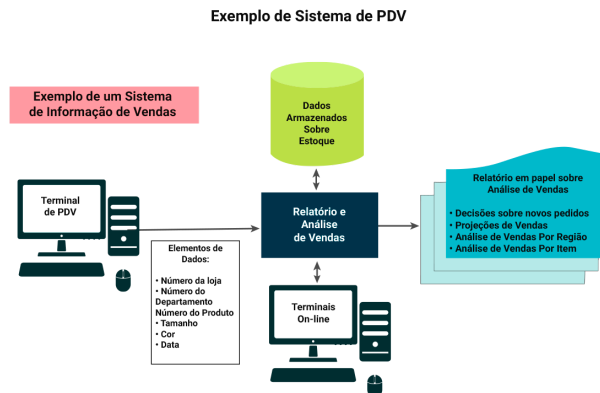 Exemplo de Sistema de PDV
Exemplo de um Sistema
de Informação de Vendas
Dados
Armazenados
Sobre
Estoque
Terminal
de PDV
Relatório e
Análise
de Vendas
Relatório em papel sobre
Análise de Vendas
• Decisões sobre novos pedidos
• Projeções de Vendas
• Análise de Vendas Por Região
• Análise de Vendas Por Item
Elementos de
Dados:
• Número da loja
• Número do
Departamento
Número do Produto
• Tamanho
• Cor
• Data
Terminais
On-line